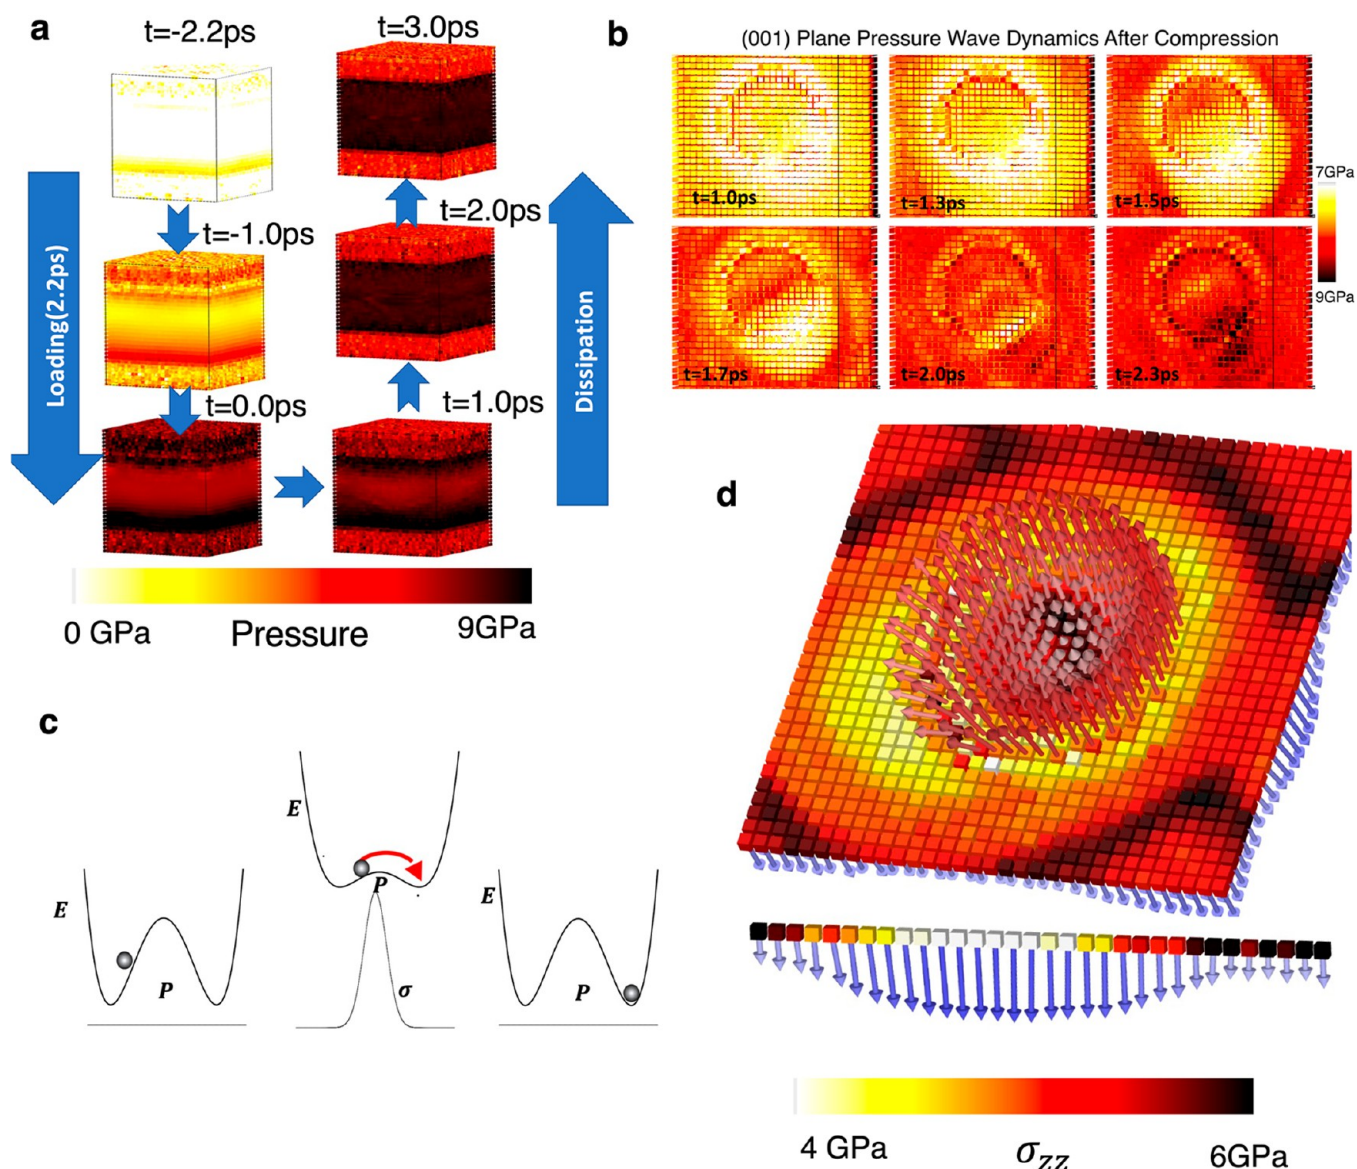 a
t=-2.2ps
t=3.0ps
Loading(2.2ps)
t=-1.0ps
t=2.0ps
t=0.0ps
t=1.0ps
Dissipation
0 GPa
Pressure
9GPa
b
(001) Plane Pressure Wave Dynamics After Compression
t=1.0ps
t=1.3ps
t=1.5ps
t=1.7ps
t=2.0ps
t=2.3ps
7GPa
9GPa
c
E
P
E
P
σ
E
P
d
4 GPa
σzz
6GPa